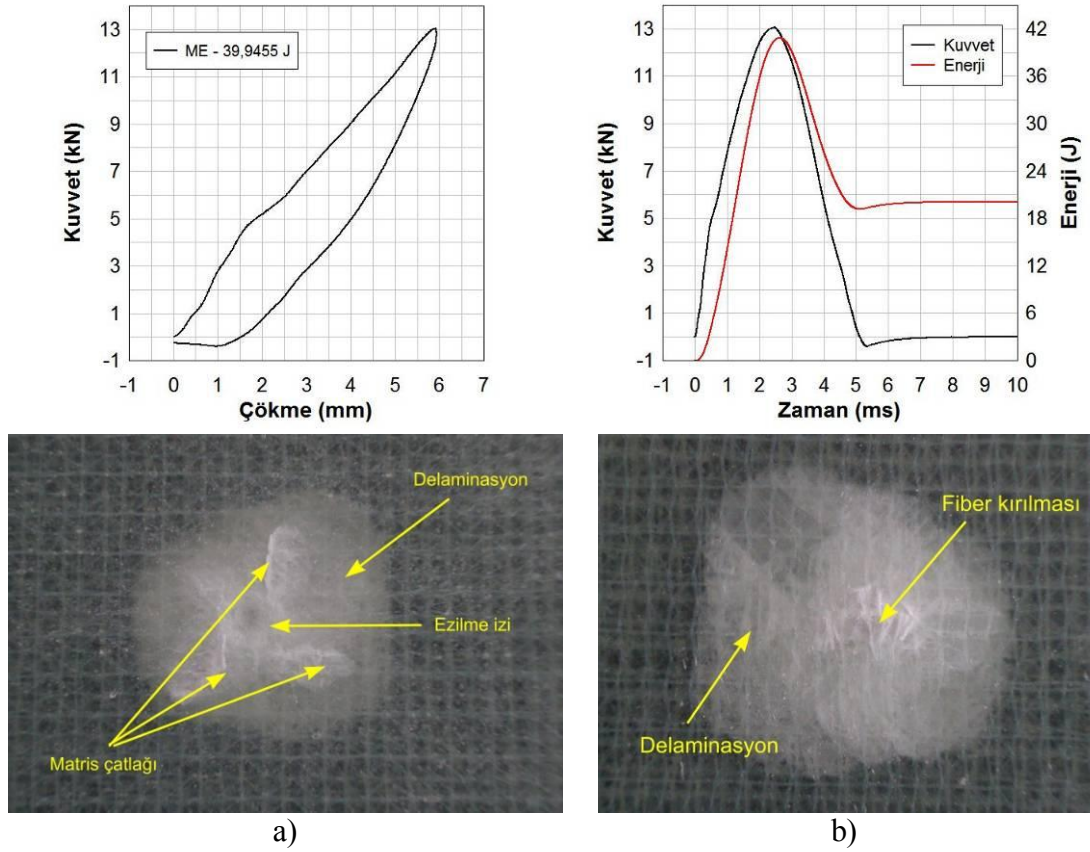 13
11
9
7
5
3
1
-1
Kuvvet (kN)
ME - 39,9455 J
-1 0 1 2 3 4 5 6 7
Çökme (mm)
13
11
9
7
5
3
1
-1
Kuvvet (kN)
Kuvvet
Enerji
42
36
30
24
18
12
6
0
Enerji (J)
-1 0 1 2 3 4 5 6 7 8 9 10
Zaman (ms)
Delaminasyon
Ezilme izi
Matris çatlağı
Fiber kırılması
Delaminasyon
a)
b)